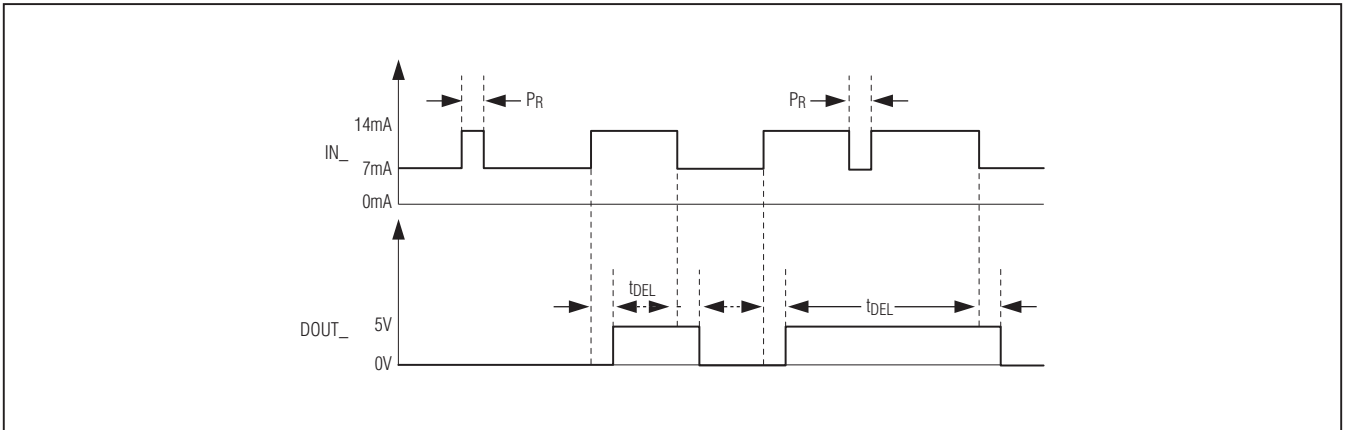 PR
PR
14mA
IN_
7mA
0mA
tDEL
tDEL
5V
DOUT_
0V